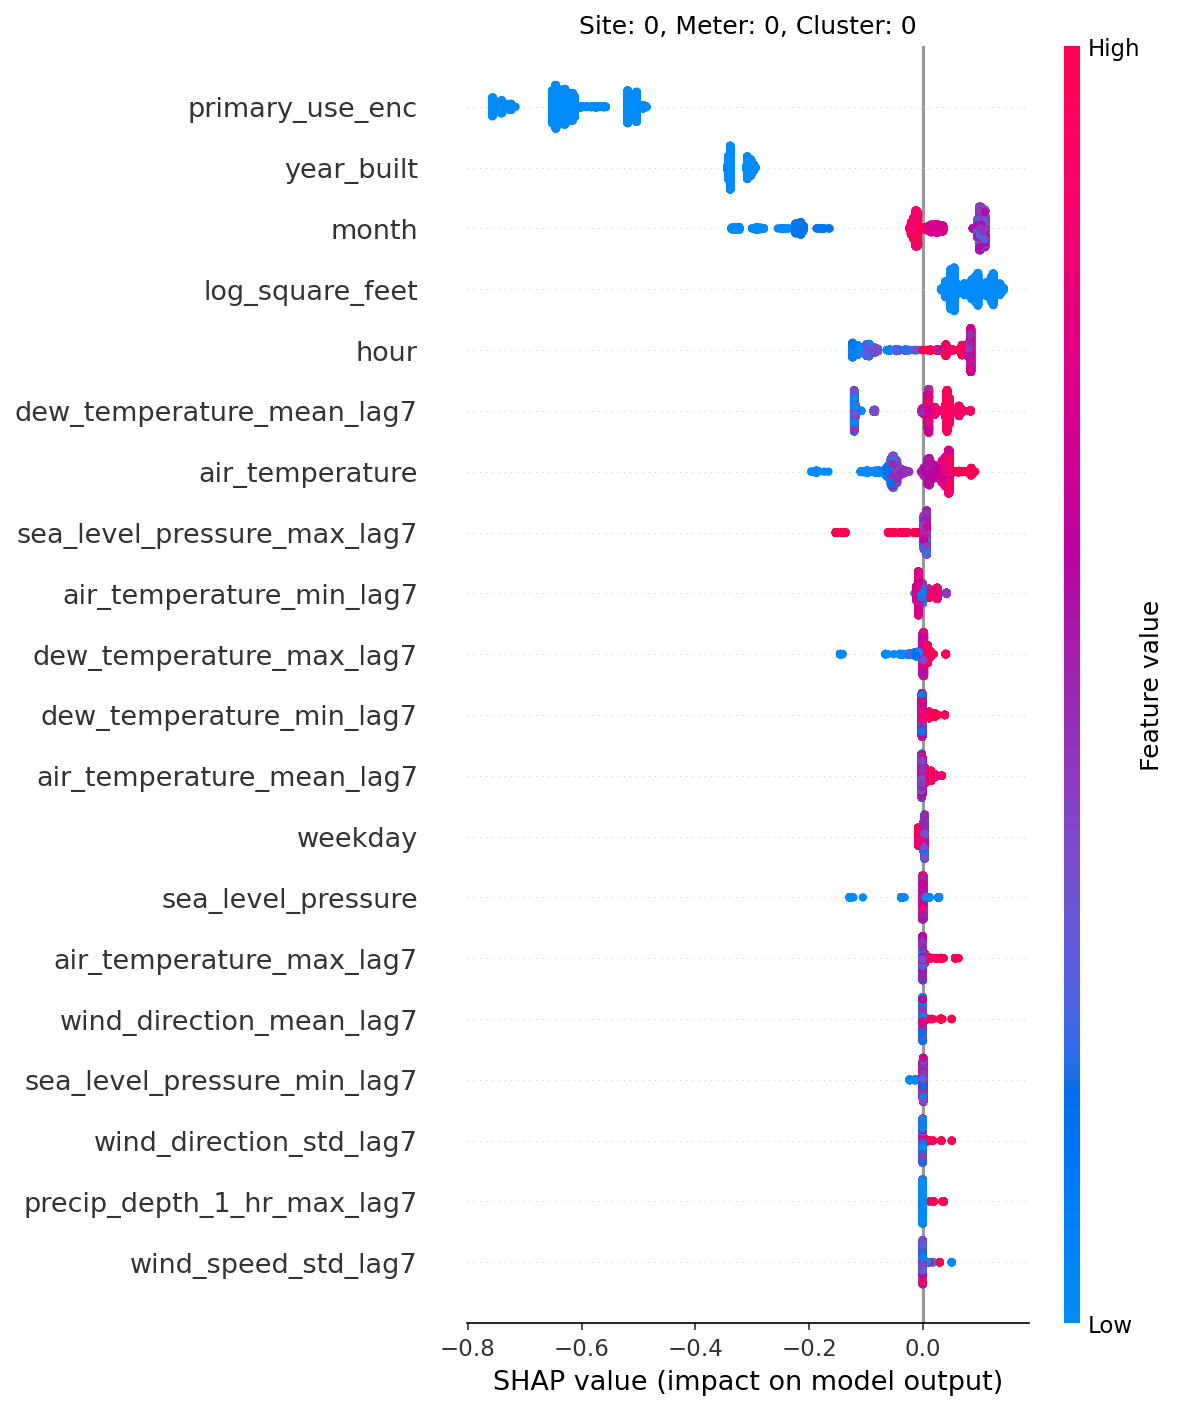 Site: 0, Meter: 0, Cluster: 0
High
primary_use_enc
year_built
month
log_square_feet
hour
dew_temperature_mean_lag7
air_temperature
sea_level_pressure_max_lag7
air_temperature_min_lag7
dew_temperature_max_lag7
dew_temperature_min_lag7
air_temperature_mean_lag7
weekday
sea_level_pressure
air_temperature_max_lag7
wind_direction_mean_lag7
sea_level_pressure_min_lag7
wind_direction_std_lag7
precip_depth_1_hr_max_lag7
wind_speed_std_lag7
Feature value
Low
−0.8 −0.6 −0.4 −0.2 0.0
SHAP value (impact on model output)